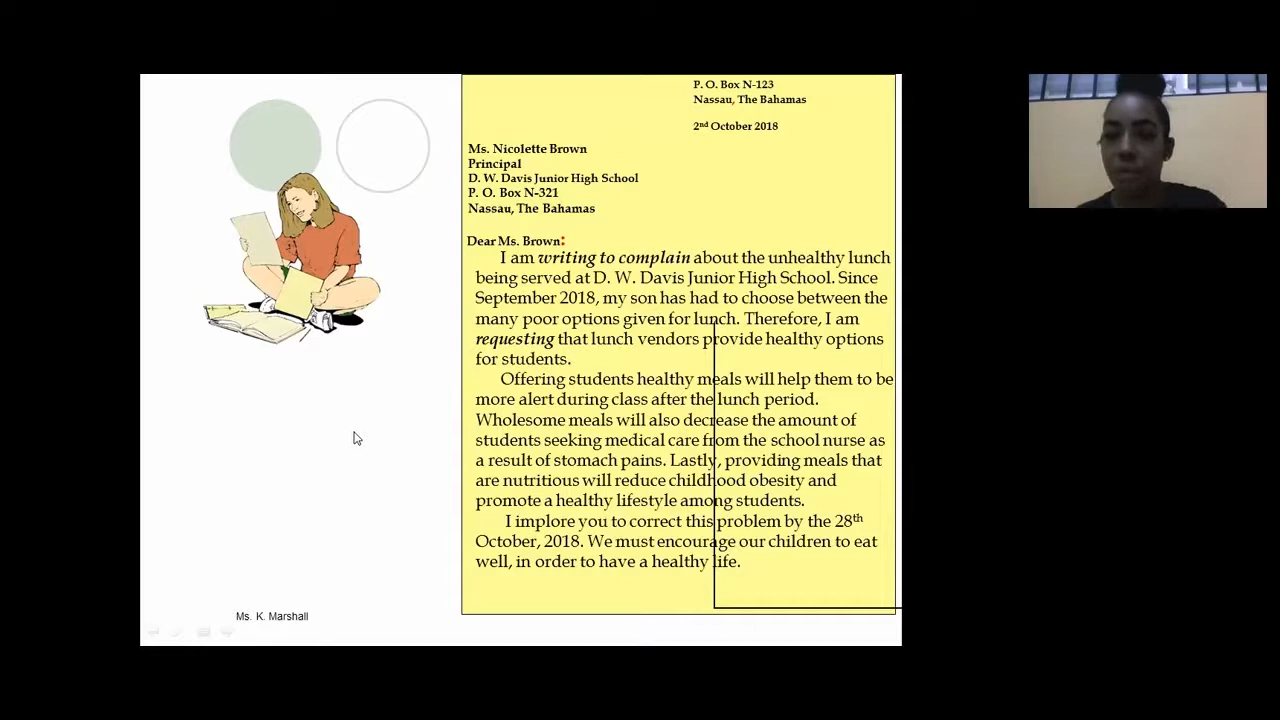 P. O. Box N-123
Nassau, The Bahamas
2nd October 2018
Ms. Nicolette Brown
Principal
D. W. Davis Junior High School
P. O. Box N-321
Nassau, The Bahamas
Dear Ms. Brown:
I am writing to complain about the unhealthy lunch
being served at D. W. Davis Junior High School. Since
September 2018, my son has had to choose between the
many poor options given for lunch. Therefore, I am
requesting that lunch vendors provide healthy options
for students.
Offering students healthy meals will help them to be
more alert during class after the lunch period.
Wholesome meals will also decrease the amount of
students seeking medical care from the school nurse as
a result of stomach pains. Lastly, providing meals that
are nutritious will reduce childhood obesity and
promote a healthy lifestyle among students.
I implore you to correct this problem by the 28th
October, 2018. We must encourage our children to eat
well, in order to have a healthy life.
Ms. K. Marshall